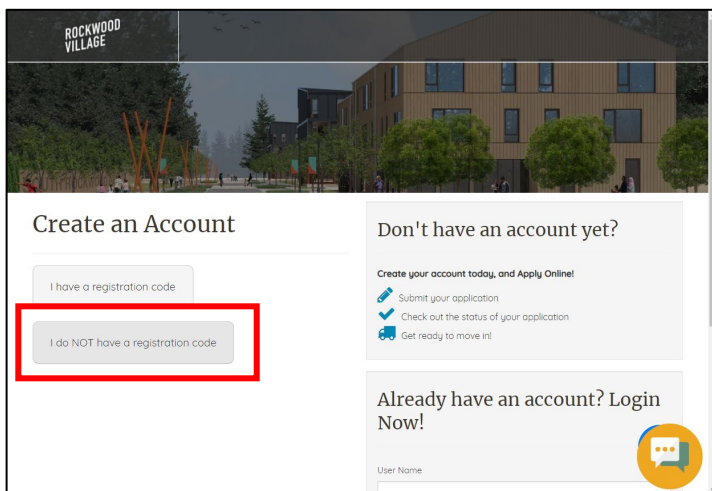 ROCKWOOD
VILLAGE
Create an Account
I have a registration code
I do NOT have a registration code
Don't have an account yet?
Create your account today, and Apply Online!
Submit your application
Check out the status of your application
Get ready to move in!
Already have an account? Login
Now!
User Name